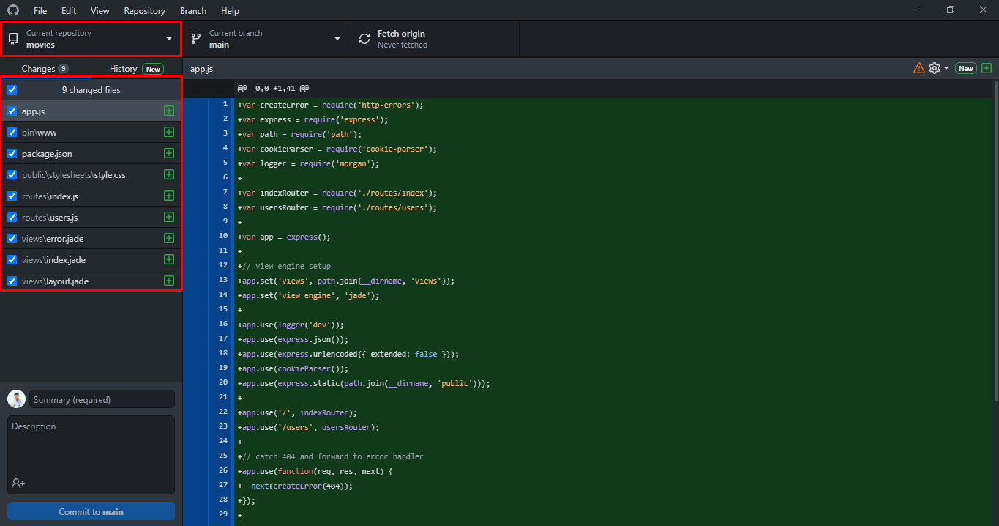 File Edit View Repository Branch Help
Current repository
movies
Current branch
main
Fetch origin
Never fetched
Changes 9
History New
app.js
New
9 changed files
app.js
bin\www
package.json
public\stylesheets\style.css
routes\index.js
routes\users.js
views\error.jade
views\index.jade
views\layout.jade
Summary (required)
Description
Commit to main
@@ -0,0 +1,41 @@
1 +var createError = require('http-errors');
2 +var express = require('express');
3 +var path = require('path');
4 +var cookieParser = require('cookie-parser');
5 +var logger = require('morgan');
6 +
7 +var indexRouter = require('./routes/index');
8 +var usersRouter = require('./routes/users');
9 +
10 +var app = express();
11 +
12 +// view engine setup
13 +app.set('views', path.join(__dirname, 'views'));
14 +app.set('view engine', 'jade');
15 +
16 +app.use(logger('dev'));
17 +app.use(express.json());
18 +app.use(express.urlencoded({ extended: false }));
19 +app.use(cookieParser());
20 +app.use(express.static(path.join(__dirname, 'public')));
21 +
22 +app.use('/', indexRouter);
23 +app.use('/users', usersRouter);
24 +
25 +// catch 404 and forward to error handler
26 +app.use(function(req, res, next) {
27 +  next(createError(404));
28 +});
29 +